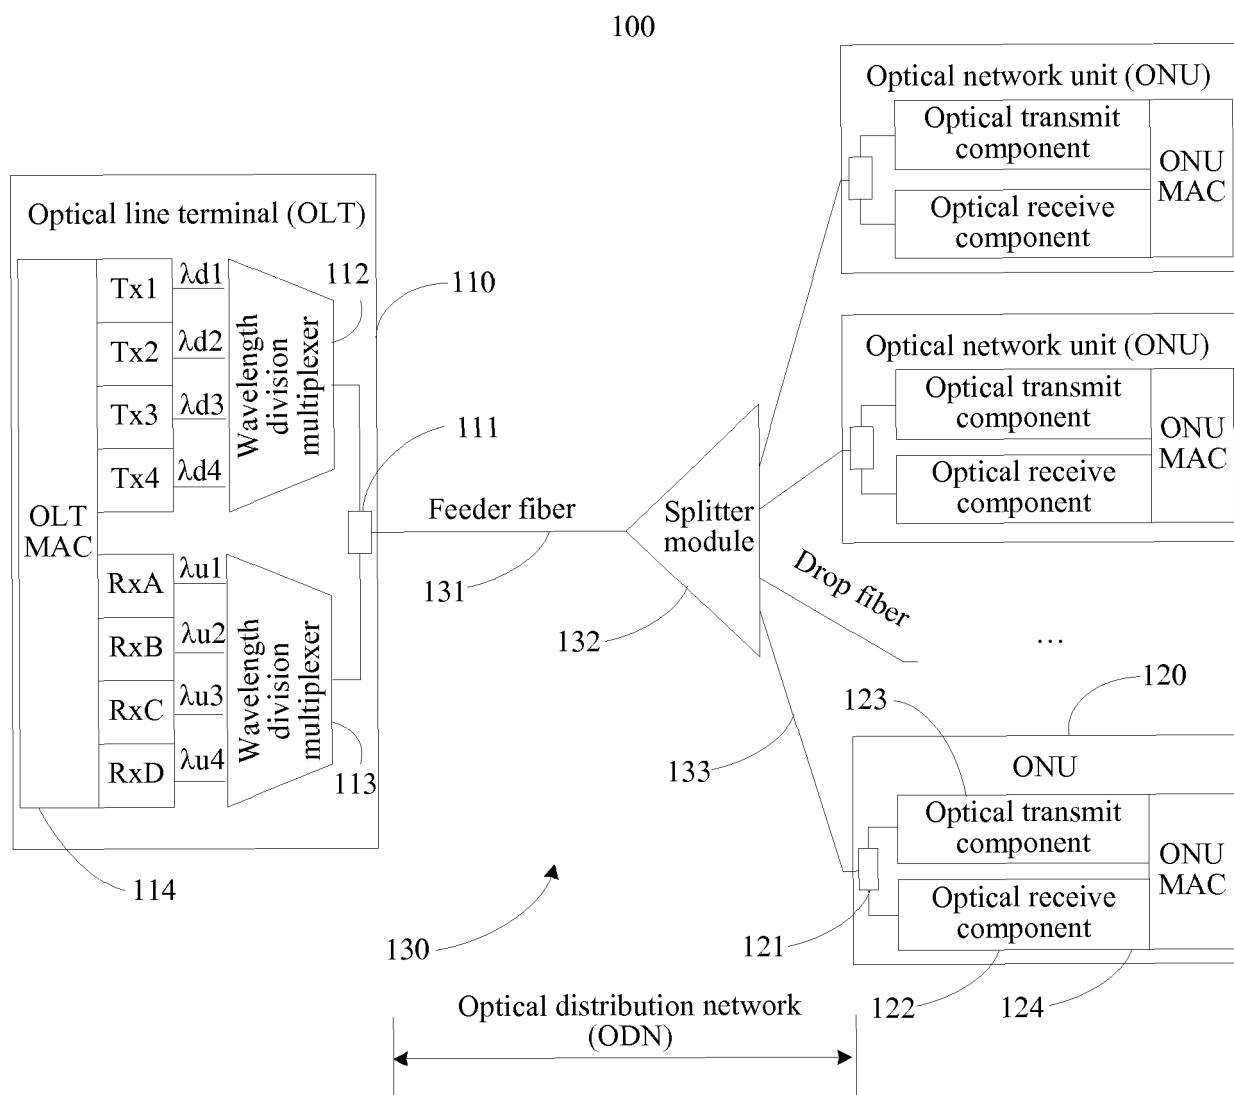 100
Optical network unit (ONU)
Optical transmit
component
Optical receive
component
ONU
MAC
Optical line terminal (OLT)
OLT
MAC
Tx1
Tx2
Tx3
Tx4
λd1
λd2
λd3
λd4
Wavelength
division
multiplexer
112
110
111
RxA
RxB
RxC
RxD
λu1
λu2
λu3
λu4
Wavelength
division
multiplexer
113
114
Feeder fiber
131
Splitter
module
132
Drop fiber
133
Optical network unit (ONU)
Optical transmit
component
Optical receive
component
ONU
MAC
…
120
123
ONU
Optical transmit
component
Optical receive
component
ONU
MAC
121
122
124
130
Optical distribution network
(ODN)